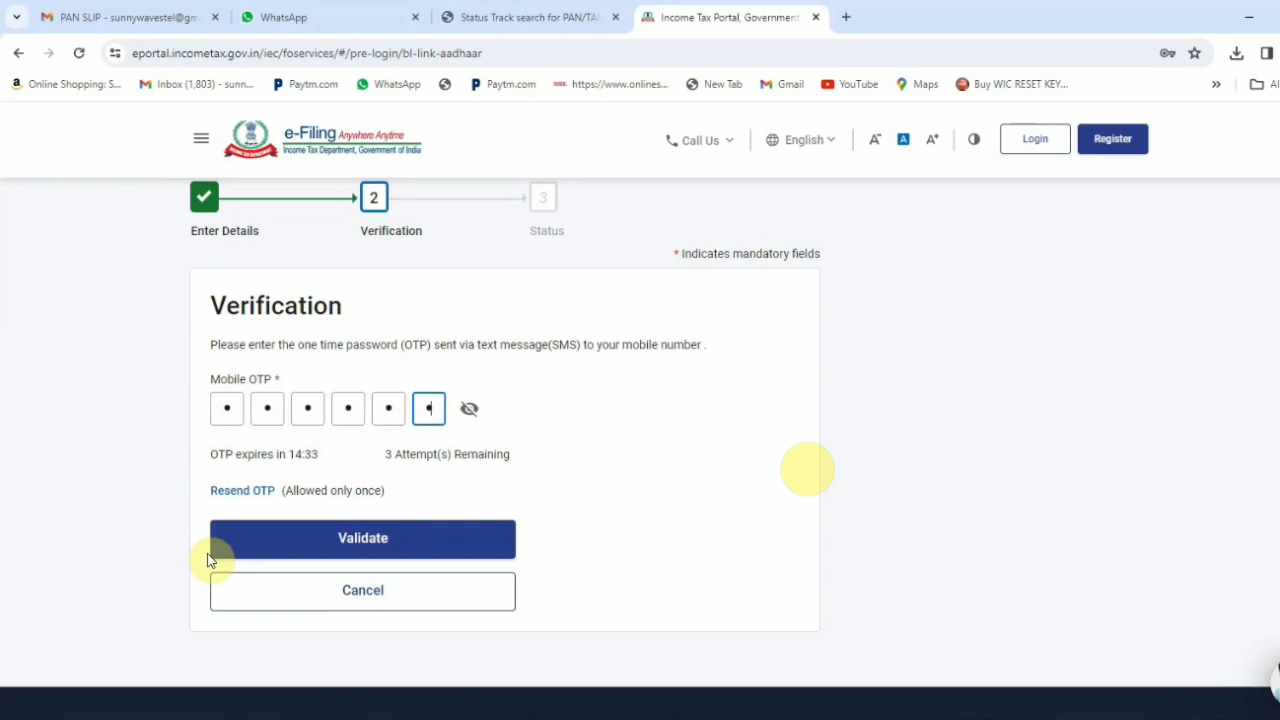 PAN SLIP - sunnywavestel@gm
WhatsApp
Status Track search for PAN/TA
Income Tax Portal, Government
eportal.incometax.gov.in/iec/foservices/#/pre-login/bl-link-aadhaar
Online Shopping: S...
Inbox (1,803) - sunn...
Paytm.com
WhatsApp
Paytm.com
https://www.onlines...
New Tab
Gmail
YouTube
Maps
Buy WIC RESET KEY...
»
Al
e-Filing Anywhere Anytime
Income Tax Department, Government of India
Call Us
English
A-
A
A+
Login
Register
2
3
Enter Details
Verification
Status
* Indicates mandatory fields
Verification
Please enter the one time password (OTP) sent via text message(SMS) to your mobile number .
Mobile OTP *
OTP expires in 14:33
3 Attempt(s) Remaining
Resend OTP (Allowed only once)
Validate
Cancel